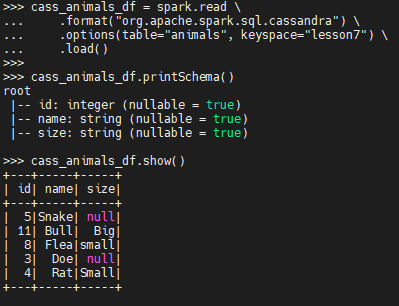 >>> cass_animals_df = spark.read \
...     .format("org.apache.spark.sql.cassandra") \
...     .options(table="animals", keyspace="lesson7") \
...     .load()
>>>
>>> cass_animals_df.printSchema()
root
 |-- id: integer (nullable = true)
 |-- name: string (nullable = true)
 |-- size: string (nullable = true)

>>> cass_animals_df.show()
+---+-----+-----+
| id| name| size|
+---+-----+-----+
|  5|Snake| null|
| 11| Bull|  Big|
|  8| Flea|small|
|  3|  Doe| null|
|  4|  Rat|Small|
+---+-----+-----+